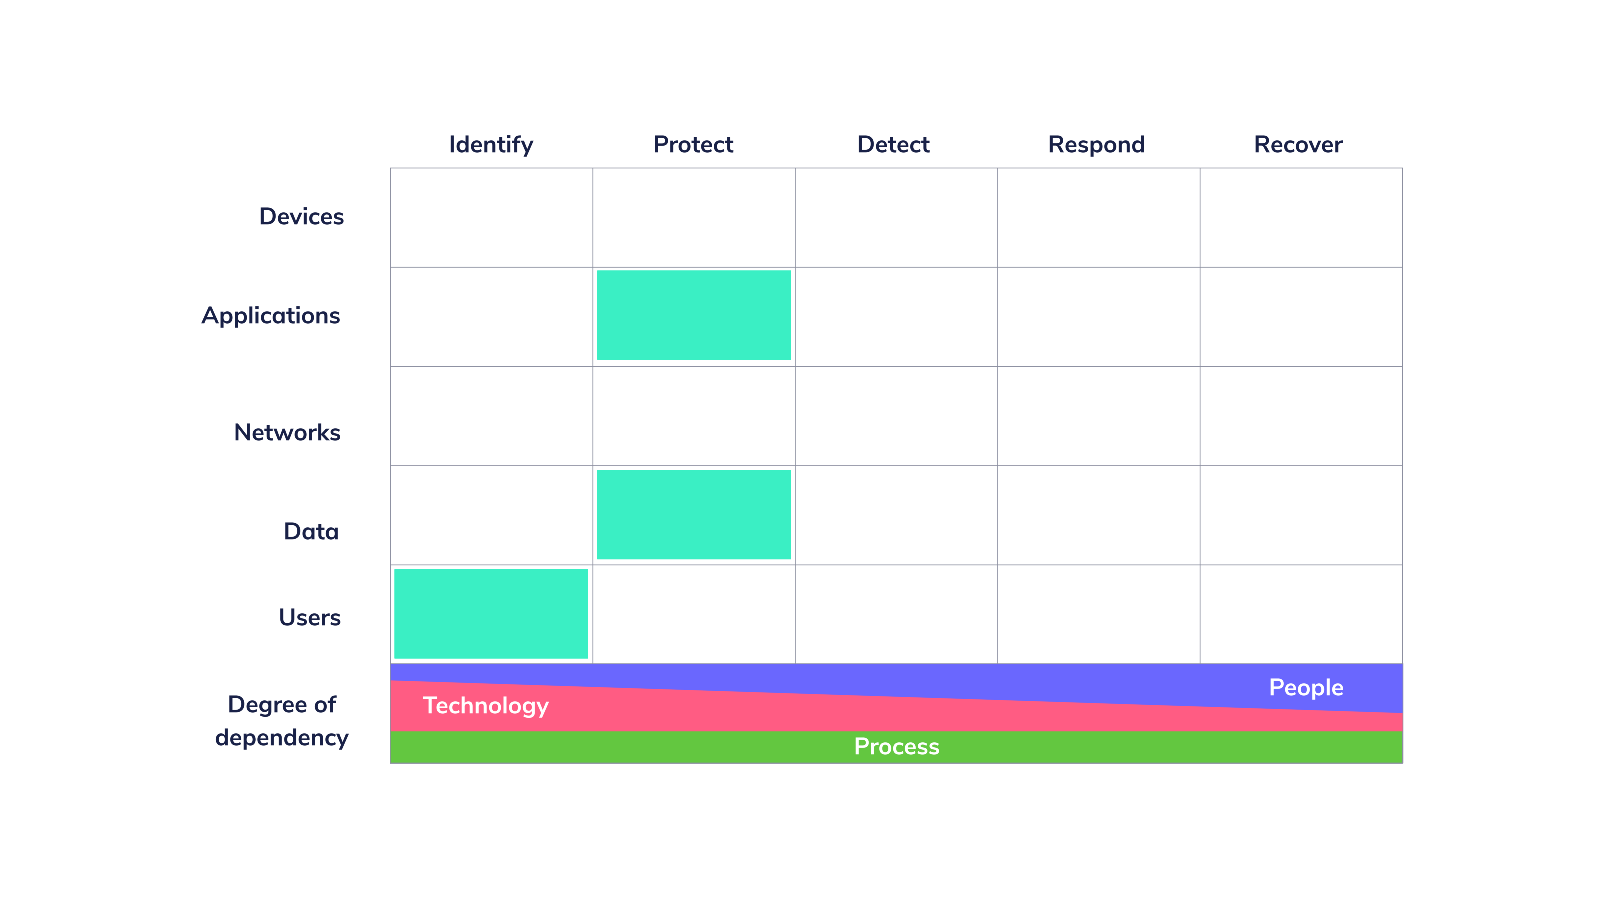 Identify Protect Detect Respond Recover
Devices
Applications
Networks
Data
Users
Degree of
dependency
People
Technology
Process